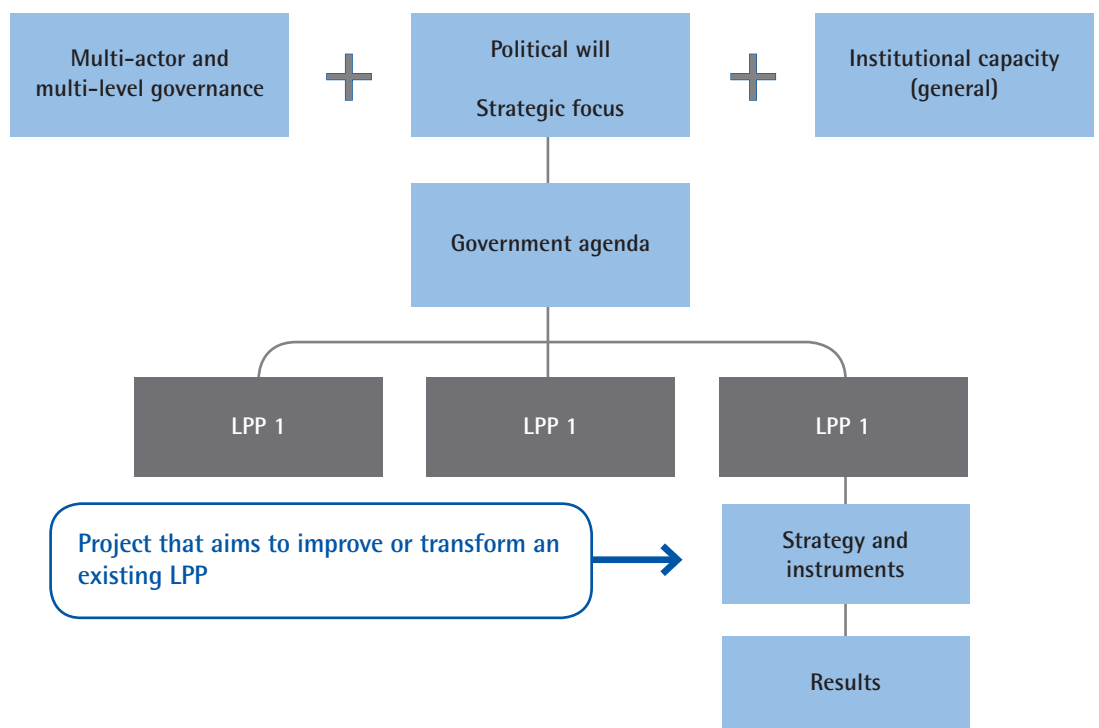 Multi-actor and
multi-level governance
Political will
Strategic focus
Institutional capacity
(general)
Government agenda
LPP 1
LPP 1
LPP 1
Project that aims to improve or transform an
existing LPP
Strategy and
instruments
Results